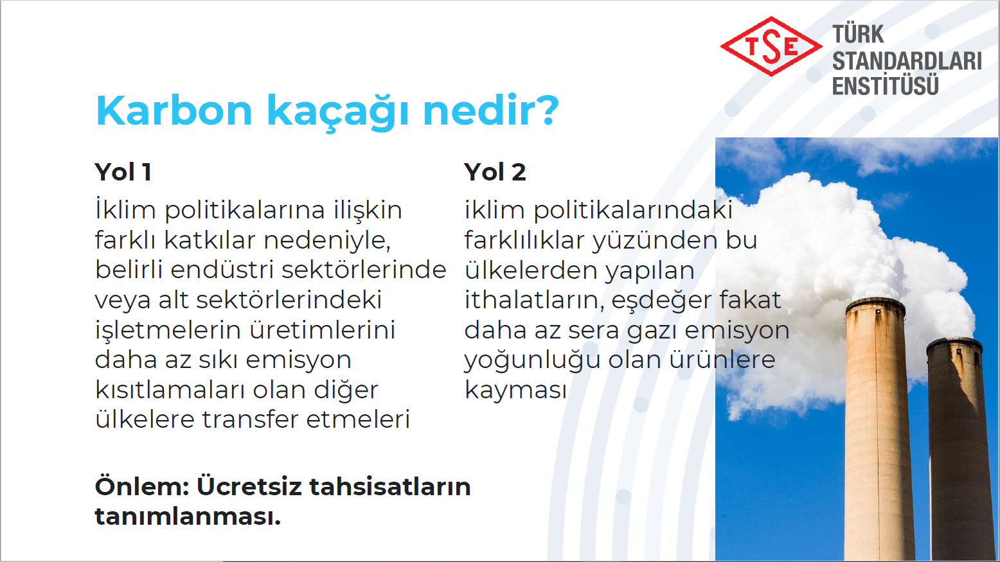 TSE
TÜRK
STANDARDLARI
ENSTİTÜSÜ
Karbon kaçağı nedir?
Yol 1
İklim politikalarına ilişkin
farklı katkılar nedeniyle,
belirli endüstri sektörlerinde
veya alt sektörlerindeki
işletmelerin üretimlerini
daha az sıkı emisyon
kısıtlamaları olan diğer
ülkelere transfer etmeleri
Yol 2
iklim politikalarındaki
farklılıklar yüzünden bu
ülkelerden yapılan
ithalatların, eşdeğer fakat
daha az sera gazı emisyon
yoğunluğu olan ürünlere
kayması
Önlem: Ücretsiz tahsisatların
tanımlanması.